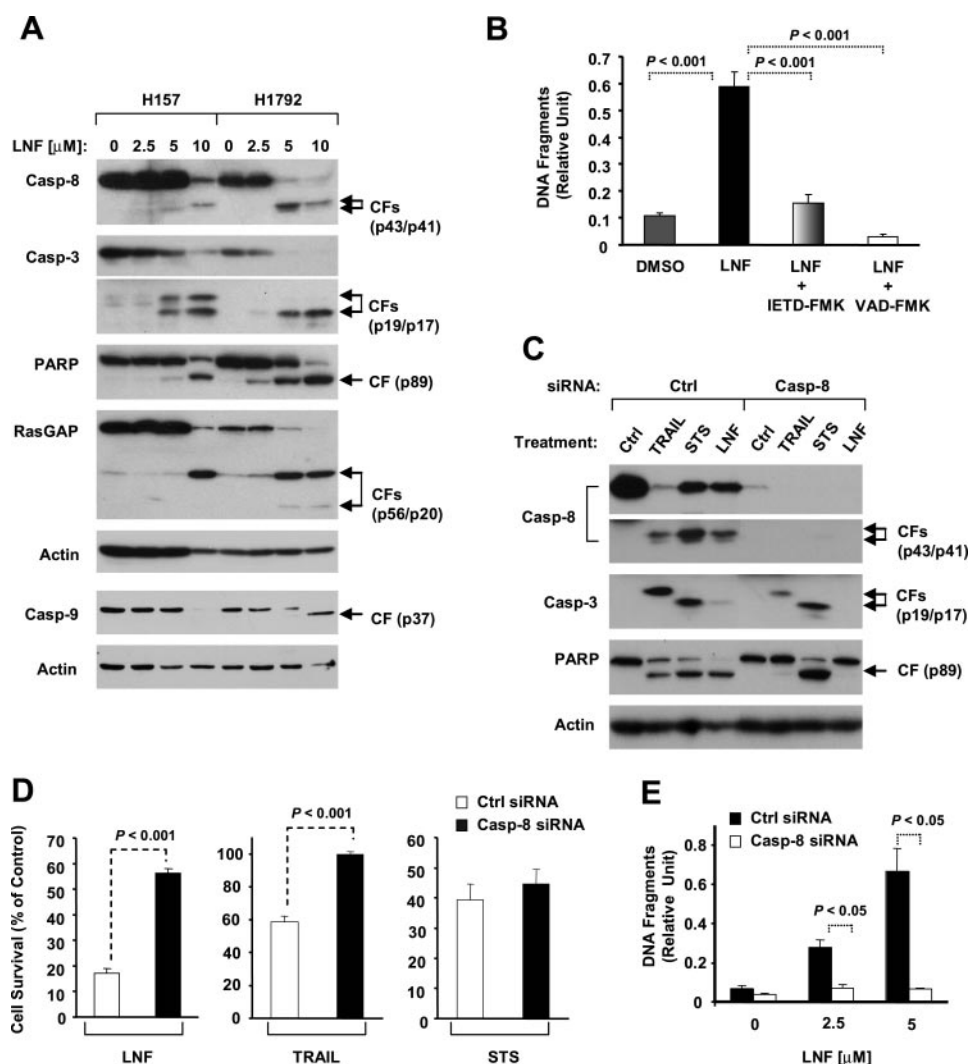 A
H157 H1792
LNF [μM]: 0 2.5 5 10 0 2.5 5 10
Casp-8
CFs
(p43/p41)
Casp-3
CFs
(p19/p17)
PARP
CF (p89)
RasGAP
CFs
(p56/p20)
Actin
Casp-9
CF (p37)
Actin
B
P < 0.001
P < 0.001 P < 0.001
DNA Fragments
(Relative Unit)
0.7
0.6
0.5
0.4
0.3
0.2
0.1
0
DMSO LNF LNF LNF
+ +
IETD-FMK VAD-FMK
C
siRNA: Ctrl Casp-8
Treatment: Ctrl TRAIL STS LNF Ctrl TRAIL STS LNF
Casp-8
CFs
(p43/p41)
Casp-3
CFs
(p19/p17)
PARP
CF (p89)
Actin
D
Ctrl siRNA
Casp-8 siRNA
Cell Survival (% of Control)
P < 0.001
70
60
50
40
30
20
10
0
LNF
P < 0.001
100
80
60
40
20
0
TRAIL
60
50
40
30
20
10
0
STS
E
Ctrl siRNA
Casp-8 siRNA
P < 0.05
P < 0.05
DNA Fragments
(Relative Unit)
0.8
0.4
0
0 2.5 5
LNF [μM]